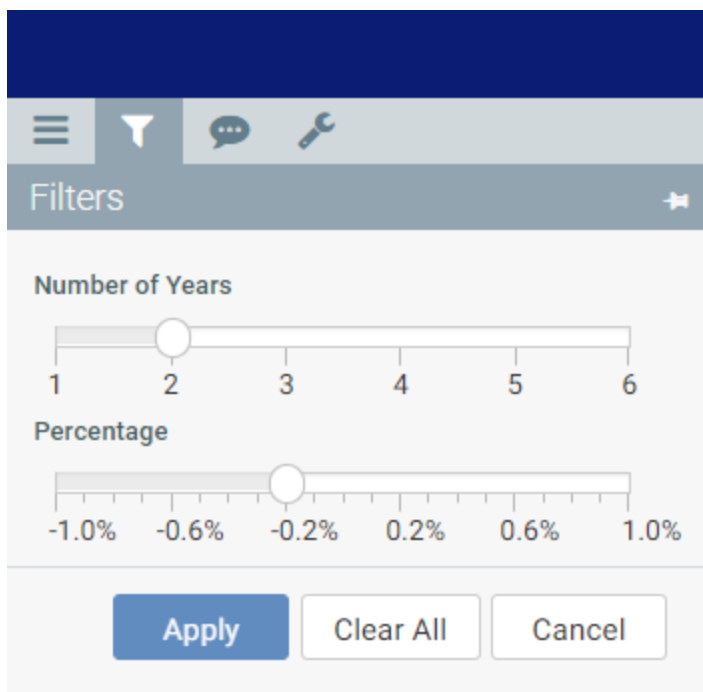 Filters
Number of Years
1 2 3 4 5 6
Percentage
-1.0% -0.6% -0.2% 0.2% 0.6% 1.0%
Apply Clear All Cancel